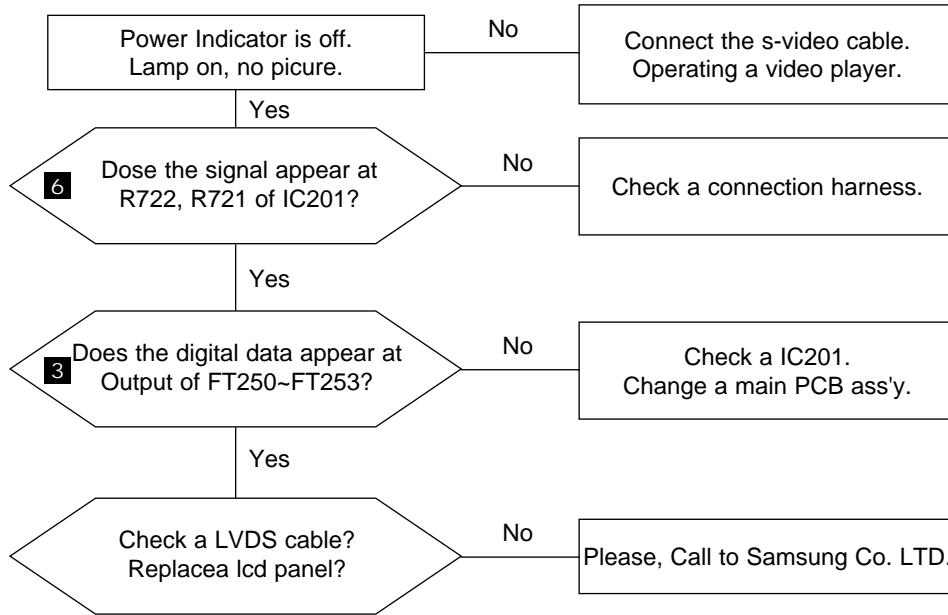 Power Indicator is off.
Lamp on, no picure.
No
Connect the s-video cable.
Operating a video player.
Yes
6
Dose the signal appear at
R722, R721 of IC201?
No
Check a connection harness.
Yes
3
Does the digital data appear at
Output of FT250~FT253?
No
Check a IC201.
Change a main PCB ass'y.
Yes
Check a LVDS cable?
Replacea lcd panel?
No
Please, Call to Samsung Co. LTD.